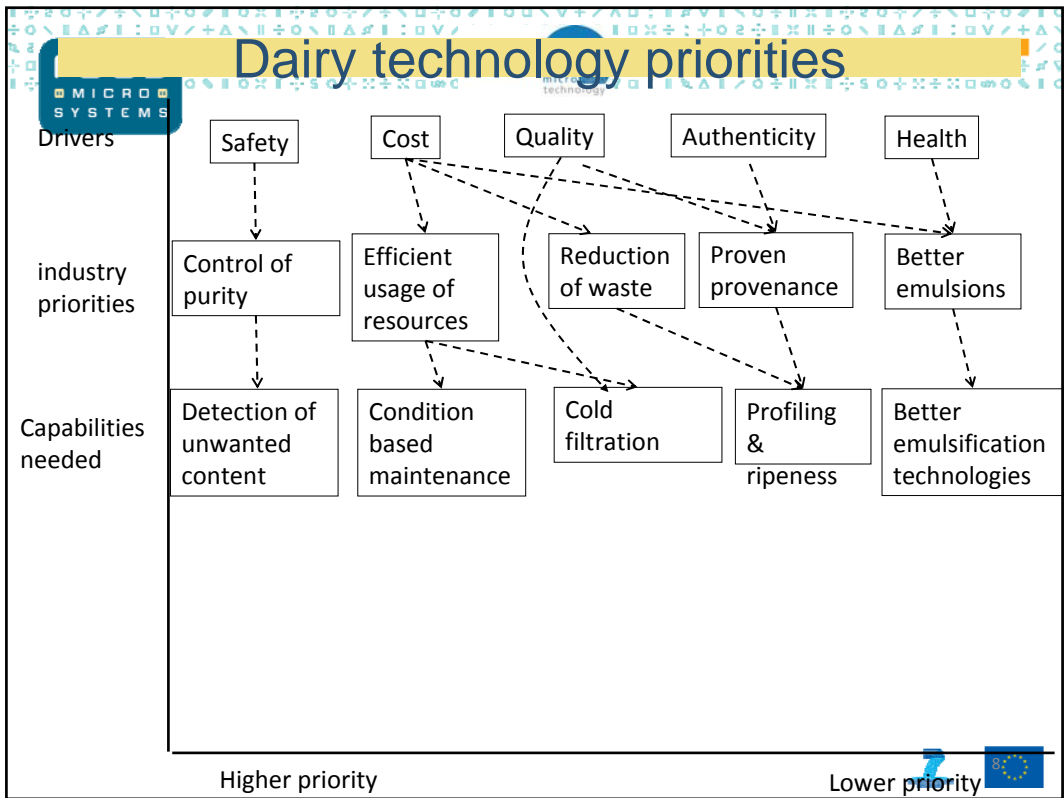 Dairy technology priorities
MICRO
SYSTEMS
technology
Drivers
Safety
Cost
Quality
Authenticity
Health
industry
priorities
Control of
purity
Efficient
usage of
resources
Reduction
of waste
Proven
provenance
Better
emulsions
Capabilities
needed
Detection of
unwanted
content
Condition
based
maintenance
Cold
filtration
Profiling
&
ripeness
Better
emulsification
technologies
Higher priority
Lower priority
8